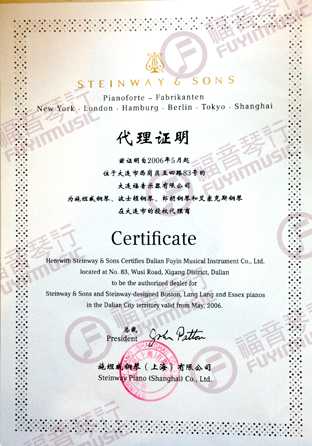 STEINWAY & SONS
Pianoforte – Fabrikanten
New York · London · Hamburg · Berlin · Tokyo · Shanghai
代理证明
兹证明自2006年5月起
位于大连市西岗区五四路83号的
大连福音乐器有限公司
为施坦威钢琴、波士顿钢琴、郎朗钢琴和艾塞克斯钢琴
在大连市的授权代理商
Certificate
Herewith Steinway & Sons Certifies Dalian Fuyin Musical Instrument Co., Ltd.
located at No. 83, Wusi Road, Xigang District, Dalian
to be the authorized dealer for
Steinway & Sons and Steinway-designed Boston, Lang Lang and Essex pianos
in the Dalian City territory valid from May, 2006.
总裁
President John Patton
施坦威钢琴（上海）有限公司
Steinway Piano (Shanghai) Co., Ltd.
福音琴行
FUYIMUSIC